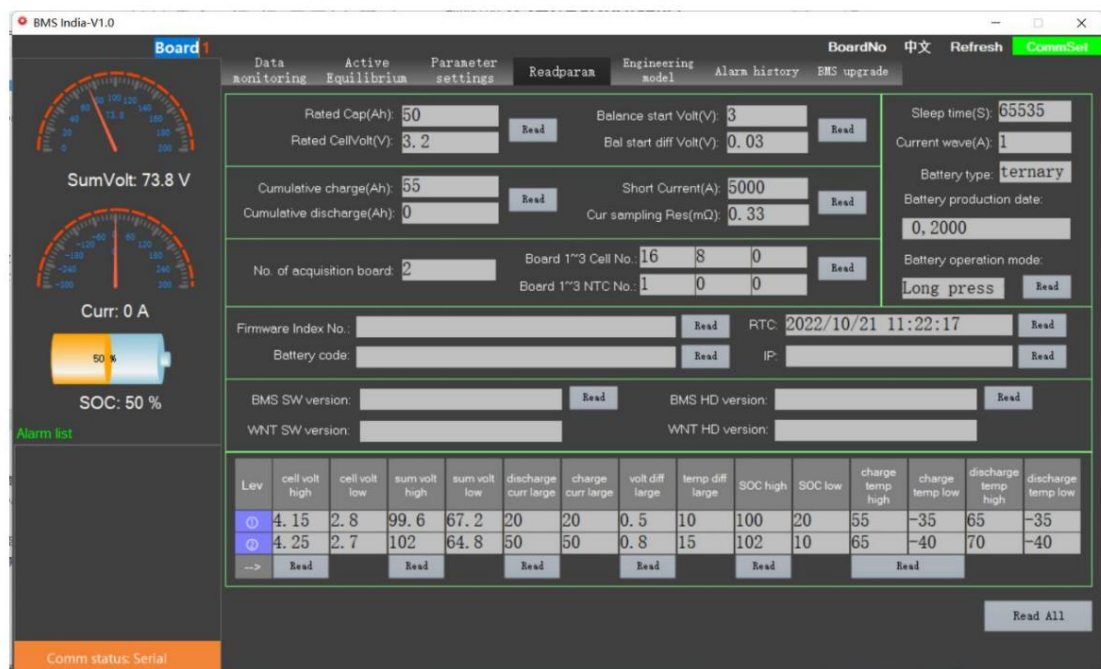 BMS India-V1.0
Board 1
BoardNo 中文 Refresh CommSet
Data monitoring
Active Equilibrium
Parameter settings
Readparam
Engineering model
Alarm history
BMS upgrade
SumVolt: 73.8 V
Curr: 0 A
50 %
SOC: 50 %
Alarm list
Comm status: Serial
Rated Cap(Ah): 50
Rated CellVolt(V): 3.2
Read
Balance start Volt(V): 3
Bal start diff Volt(V): 0.03
Read
Cumulative charge(Ah): 55
Cumulative discharge(Ah): 0
Read
Short Current(A): 5000
Cur sampling Res(mΩ): 0.33
Read
No. of acquisition board: 2
Board 1~3 Cell No.: 16 8 0
Board 1~3 NTC No.: 1 0 0
Read
Sleep time(S): 65535
Current wave(A): 1
Battery type: ternary
Battery production date:
0,2000
Battery operation mode:
Long press Read
Firmware Index No.: Read RTC: 2022/10/21 11:22:17 Read
Battery code: Read IP: Read
BMS SW version: Read BMS HD version: Read
WNT SW version: WNT HD version:
Lev cell volt high cell volt low sum volt high sum volt low discharge curr large charge curr large volt diff large temp diff large SOC high SOC low charge temp high charge temp low discharge temp high discharge temp low
① 4.15 2.8 99.6 67.2 20 20 0.5 10 100 20 55 -35 65 -35
② 4.25 2.7 102 64.8 50 50 0.8 15 102 10 65 -40 70 -40
--> Read Read Read Read Read Read
Read All